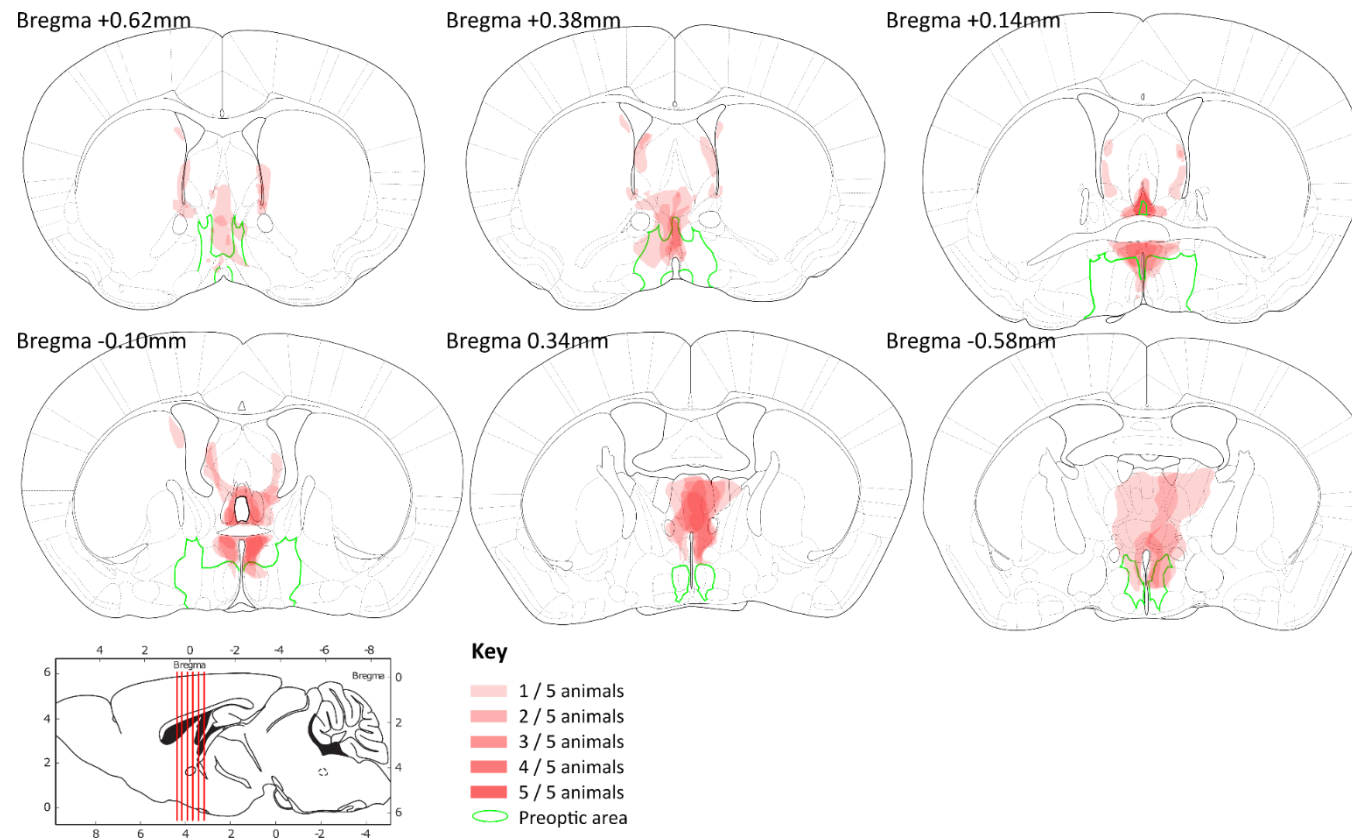 Bregma +0.62mm
Bregma +0.38mm
Bregma +0.14mm
Bregma -0.10mm
Bregma 0.34mm
Bregma -0.58mm
4 2 0 -2 -4 -6 -8
Bregma
Bregma
6 0
4 2
2 4
0 6
8 6 4 2 0 -2 -4
Key
1 / 5 animals
2 / 5 animals
3 / 5 animals
4 / 5 animals
5 / 5 animals
Preoptic area